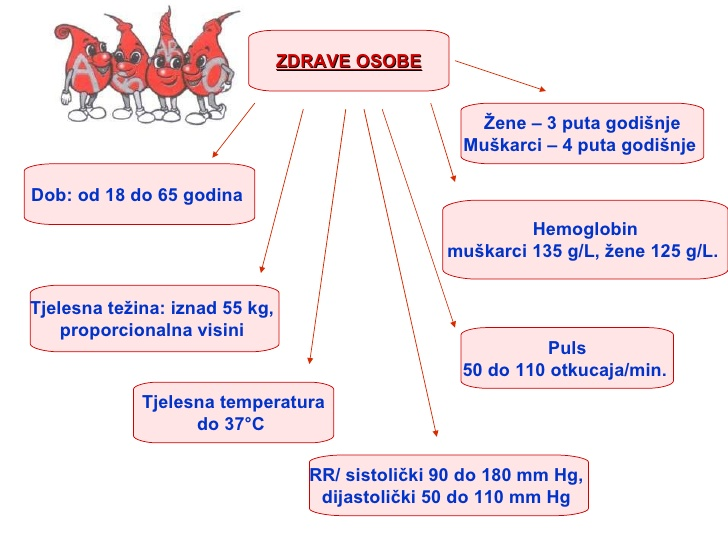 A B O
ZDRAVE OSOBE
Žene – 3 puta godišnje
Muškarci – 4 puta godišnje
Dob: od 18 do 65 godina
Hemoglobin
muškarci 135 g/L, žene 125 g/L.
Tjelesna težina: iznad 55 kg,
proporcionalna visini
Puls
50 do 110 otkucaja/min.
Tjelesna temperatura
do 37°C
RR/ sistolički 90 do 180 mm Hg,
dijastolički 50 do 110 mm Hg